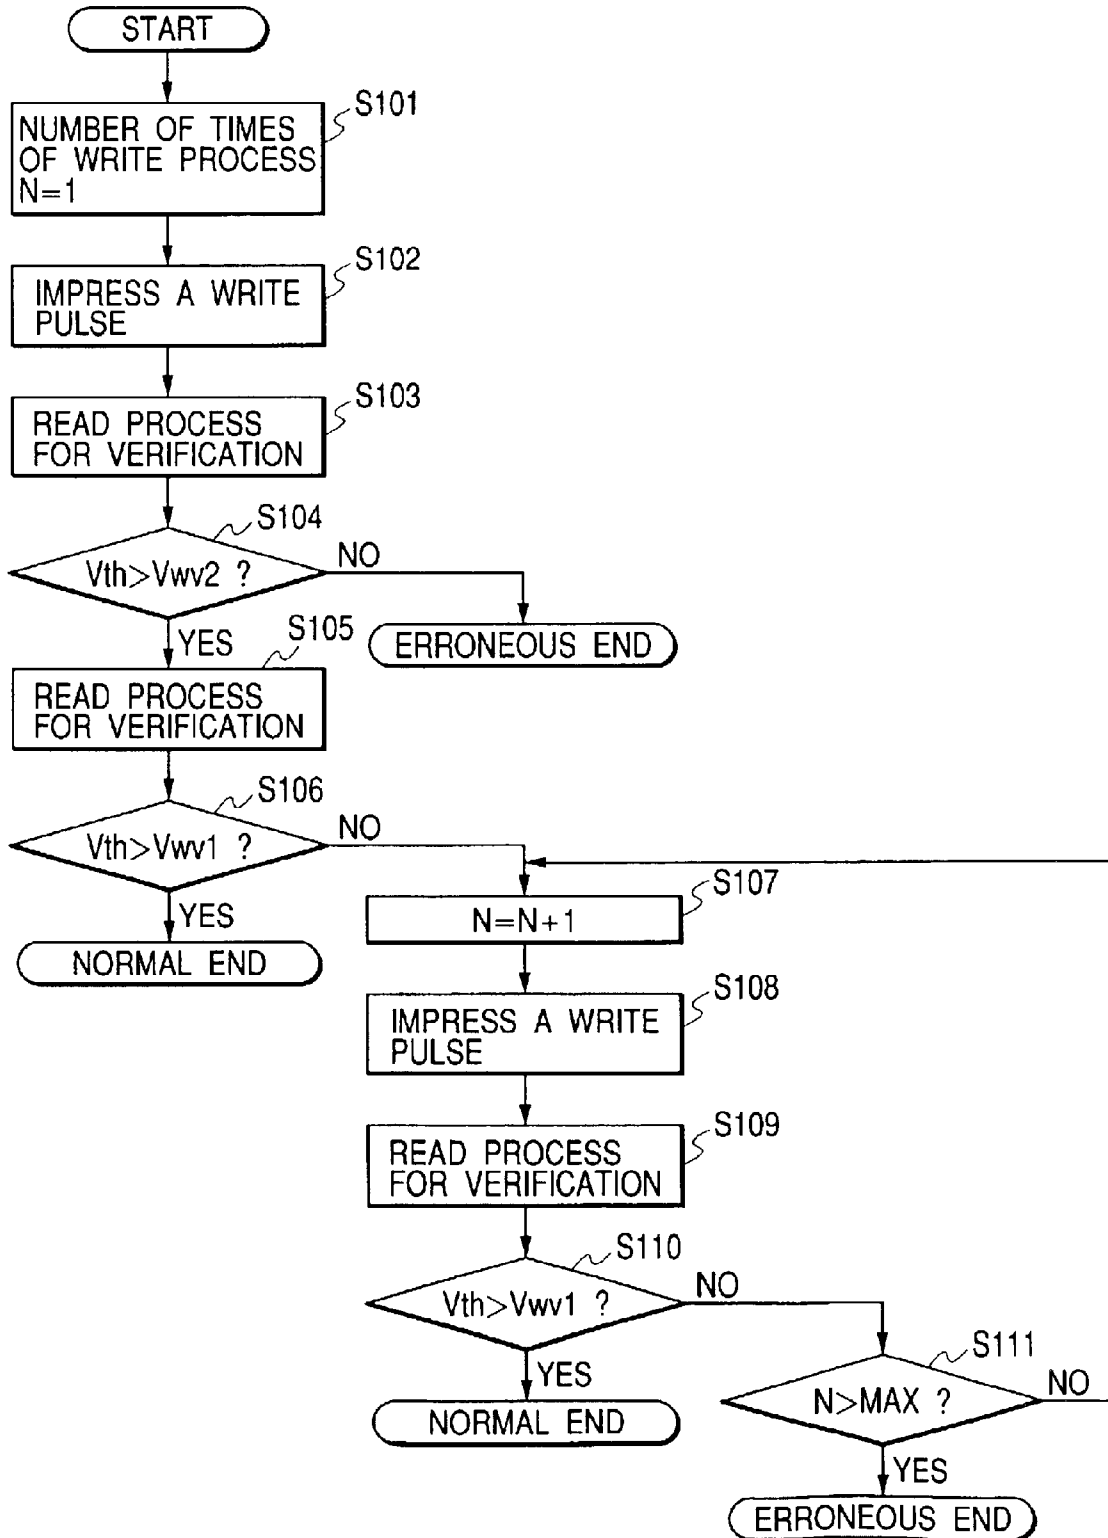 START
S101
NUMBER OF TIMES
OF WRITE PROCESS
N=1
S102
IMPRESS A WRITE
PULSE
S103
READ PROCESS
FOR VERIFICATION
S104
Vth>Vwv2 ?
NO
ERRONEOUS END
YES
S105
READ PROCESS
FOR VERIFICATION
S106
Vth>Vwv1 ?
NO
YES
NORMAL END
S107
N=N+1
S108
IMPRESS A WRITE
PULSE
S109
READ PROCESS
FOR VERIFICATION
S110
Vth>Vwv1 ?
NO
YES
NORMAL END
S111
N>MAX ?
NO
YES
ERRONEOUS END